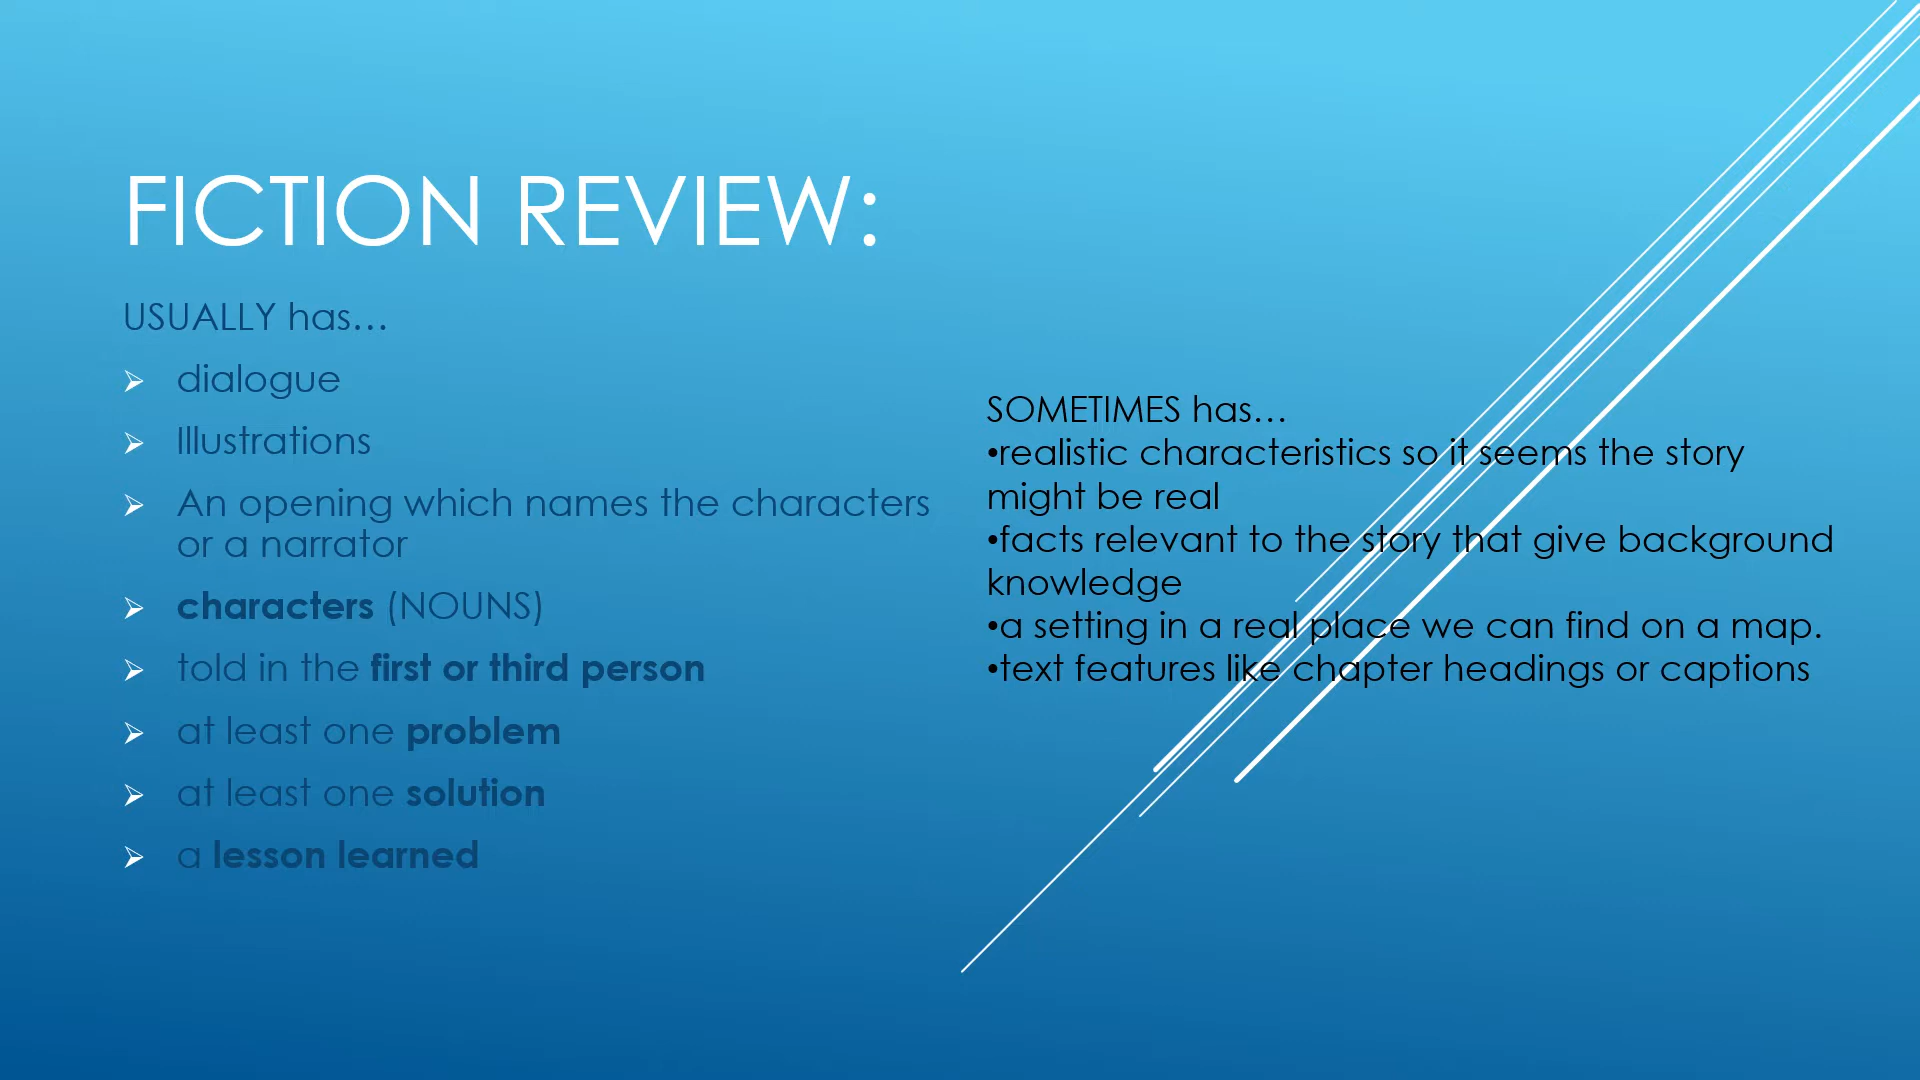 FICTION REVIEW:
USUALLY has…
➢ dialogue
➢ Illustrations
➢ An opening which names the characters
or a narrator
➢ characters (NOUNS)
➢ told in the first or third person
➢ at least one problem
➢ at least one solution
➢ a lesson learned
SOMETIMES has…
•realistic characteristics so it seems the story
might be real
•facts relevant to the story that give background
knowledge
•a setting in a real place we can find on a map.
•text features like chapter headings or captions